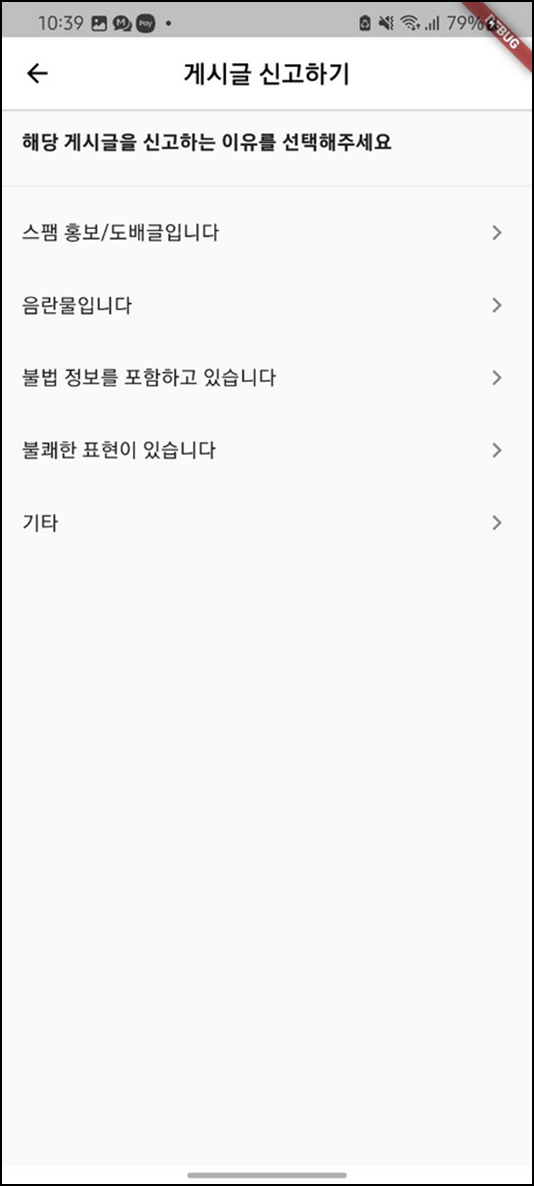 10:39 M Pay 79%
게시글 신고하기
해당 게시글을 신고하는 이유를 선택해주세요
스팸 홍보/도배글입니다
음란물입니다
불법 정보를 포함하고 있습니다
불쾌한 표현이 있습니다
기타